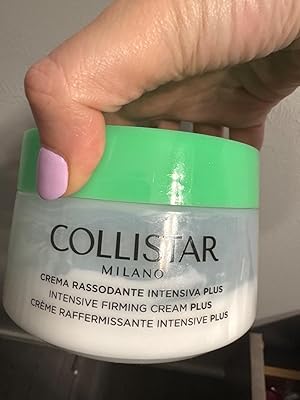 COLLISTAR
MILANO
CREMA RASSODANTE INTENSIVA PLUS
INTENSIVE FIRMING CREAM PLUS
CRÈME RAFFERMISSANTE INTENSIVE PLUS